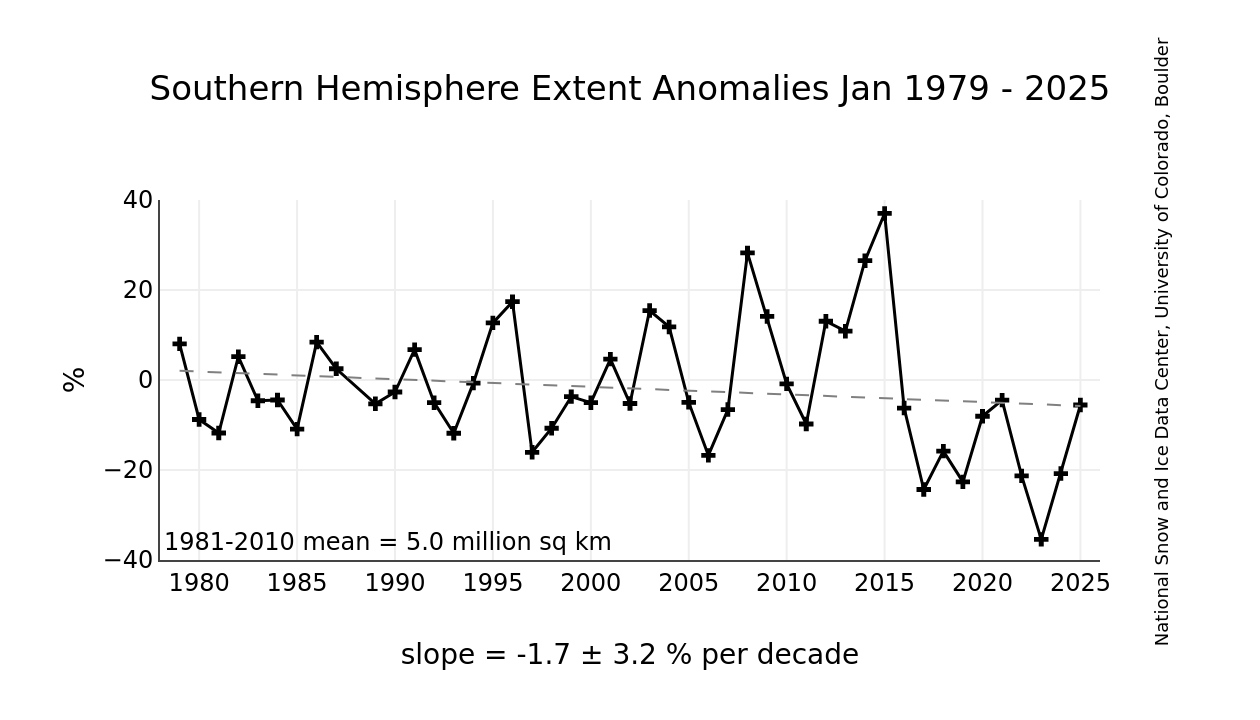 Southern Hemisphere Extent Anomalies Jan 1979 - 2025
National Snow and Ice Data Center, University of Colorado, Boulder
%
40
20
0
−20
−40
1981-2010 mean = 5.0 million sq km
1980 1985 1990 1995 2000 2005 2010 2015 2020 2025
slope = -1.7 ± 3.2 % per decade